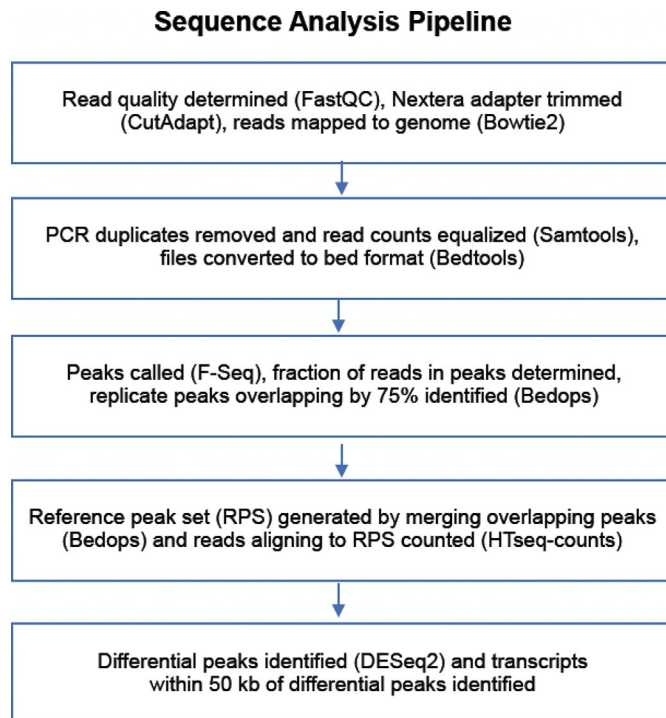 Sequence Analysis Pipeline
Read quality determined (FastQC), Nextera adapter trimmed
(CutAdapt), reads mapped to genome (Bowtie2)
PCR duplicates removed and read counts equalized (Samtools),
files converted to bed format (Bedtools)
Peaks called (F-Seq), fraction of reads in peaks determined,
replicate peaks overlapping by 75% identified (Bedops)
Reference peak set (RPS) generated by merging overlapping peaks
(Bedops) and reads aligning to RPS counted (HTseq-counts)
Differential peaks identified (DESeq2) and transcripts
within 50 kb of differential peaks identified